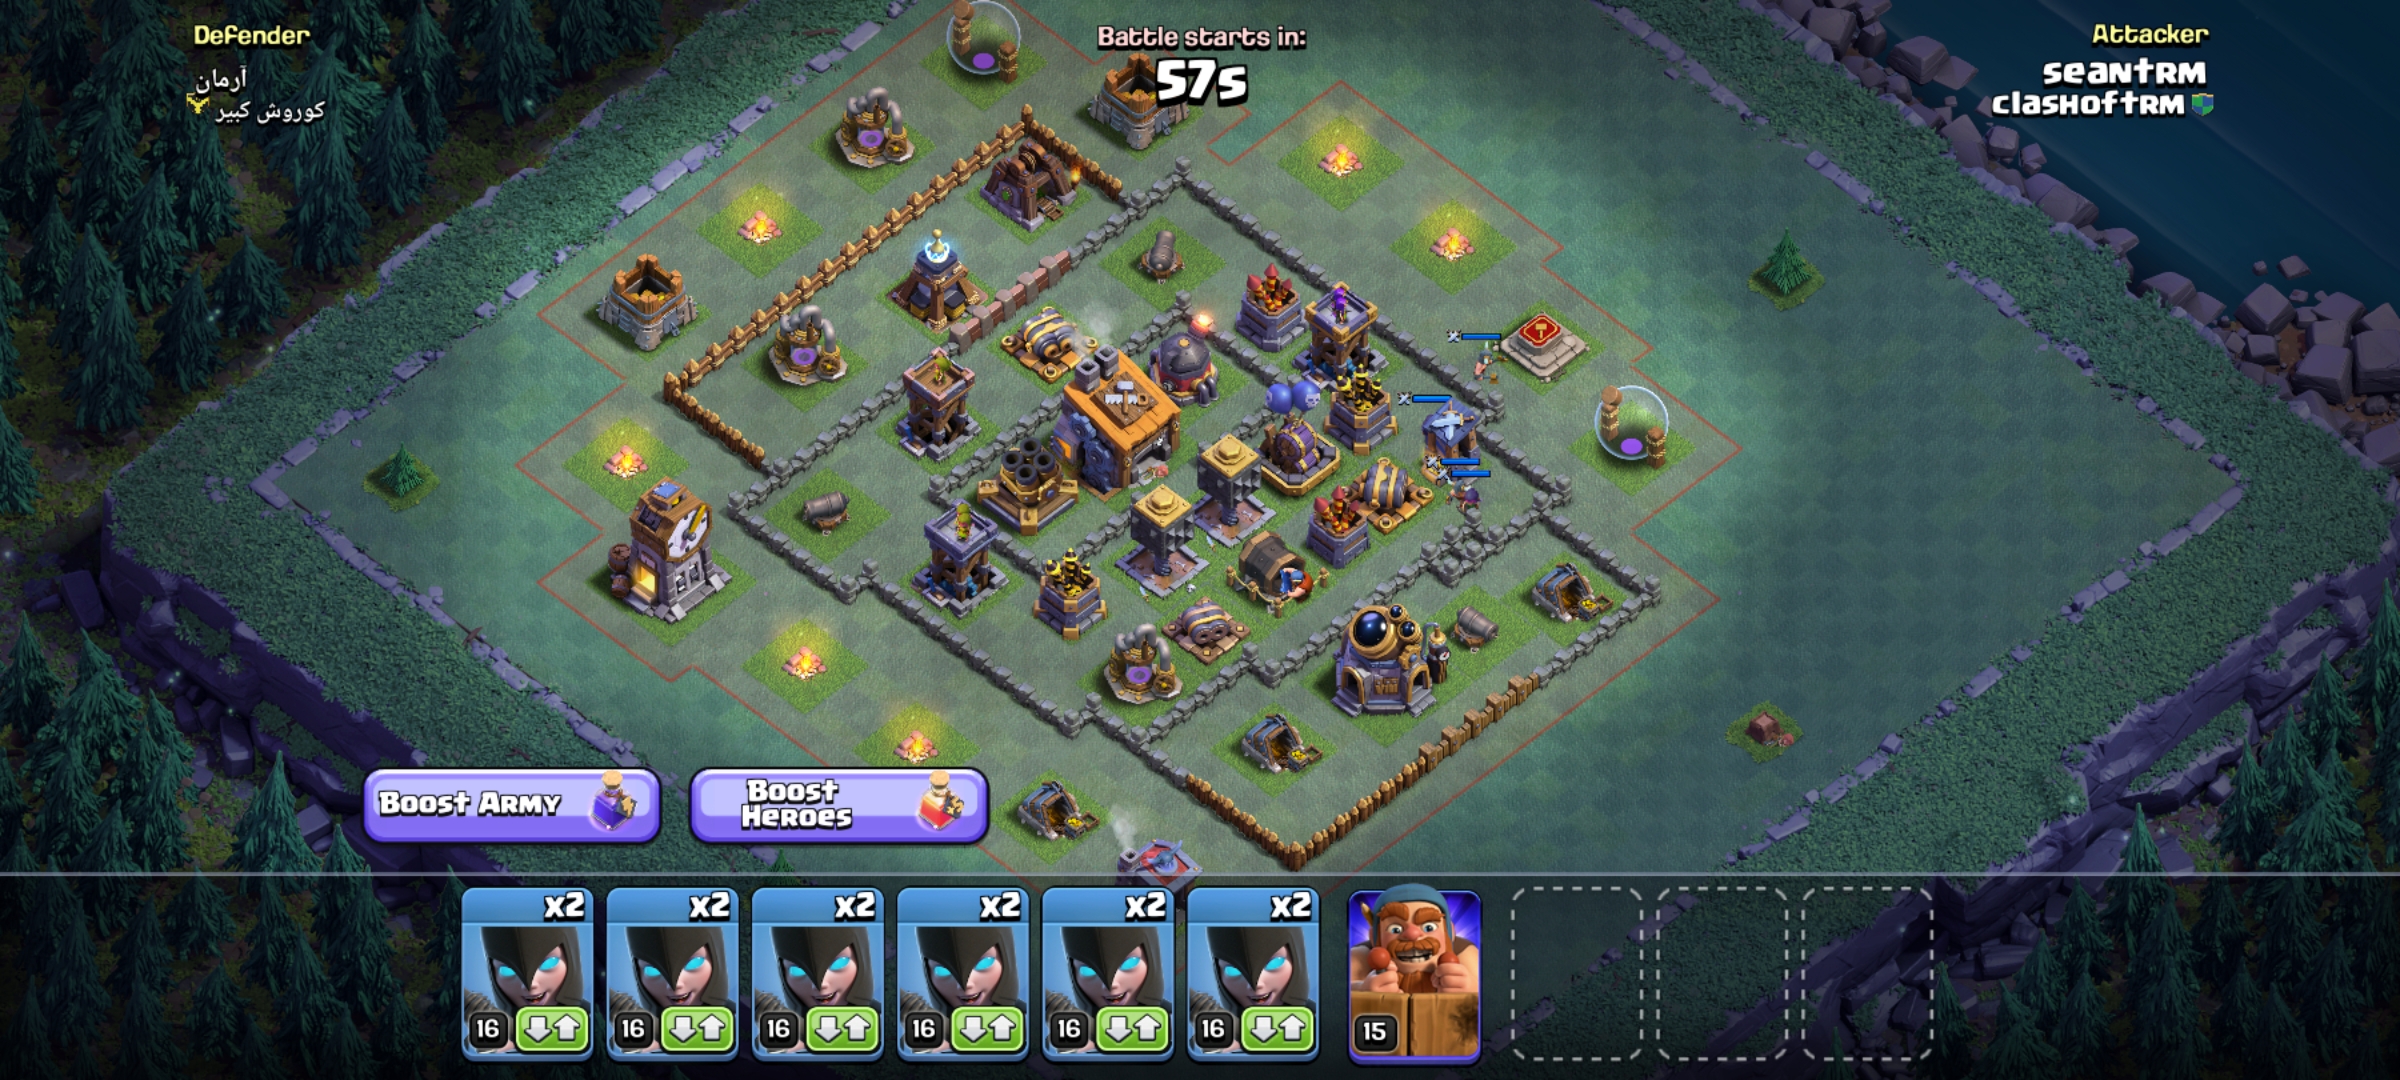 Defender
آرمان
کوروش کبیر
Battle starts in:
57s
Attacker
seantRM
clashoftRM
Boost Army
Boost
Heroes
x2
x2
x2
x2
x2
x2
16
16
16
16
16
16
15